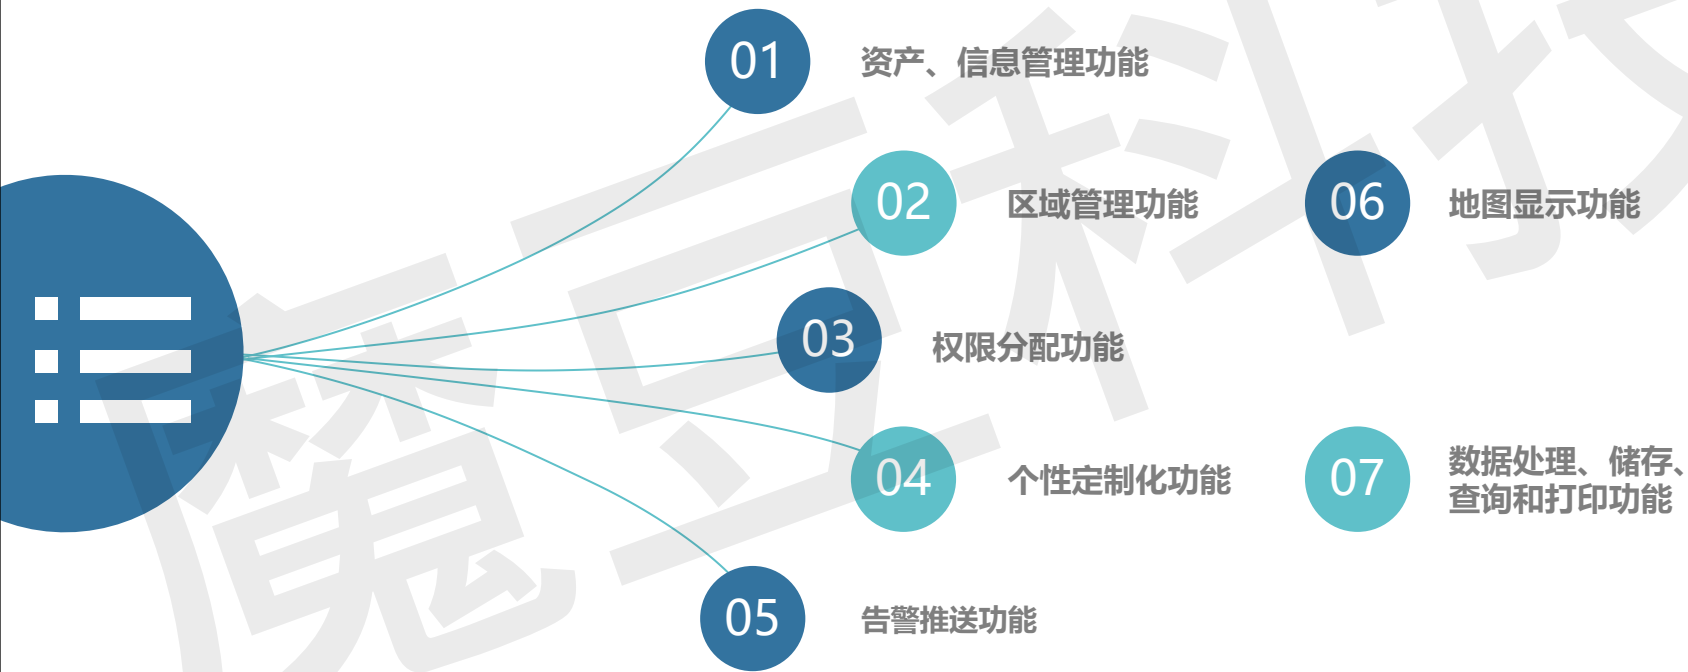 01
资产、信息管理功能
02
区域管理功能
03
权限分配功能
04
个性定制化功能
05
告警推送功能
06
地图显示功能
07
数据处理、储存、
查询和打印功能
魔豆科技